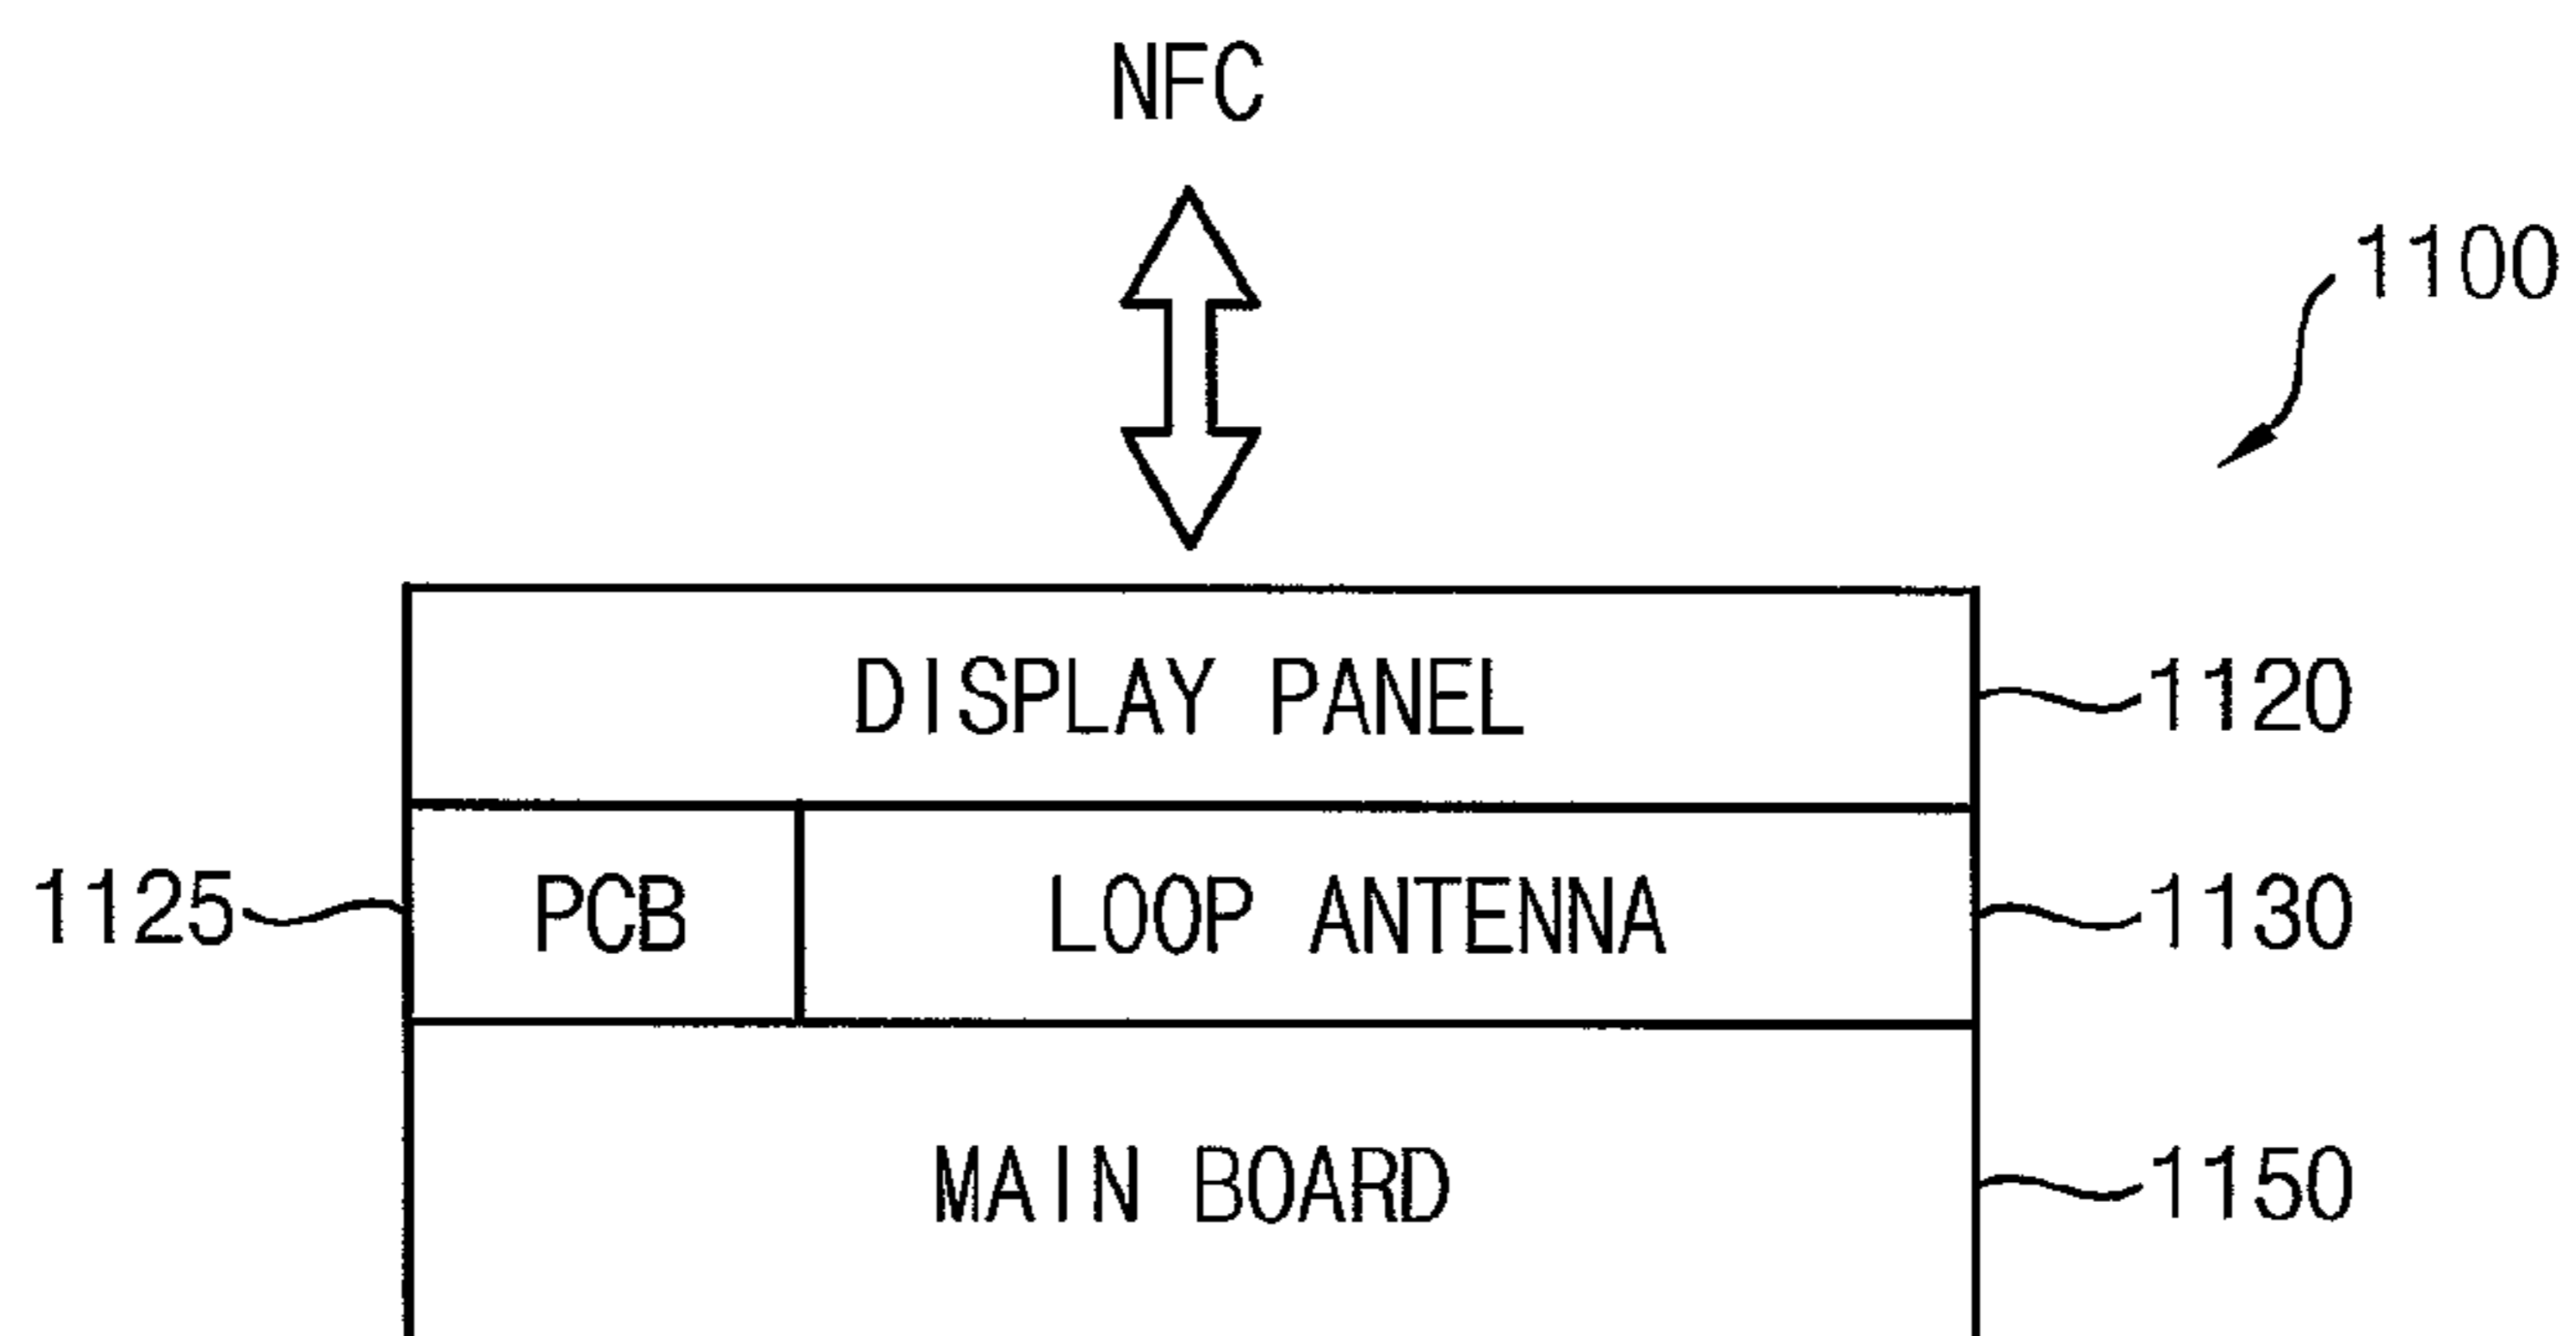 NFC
1100
DISPLAY PANEL 1120
1125 PCB LOOP ANTENNA 1130
MAIN BOARD 1150